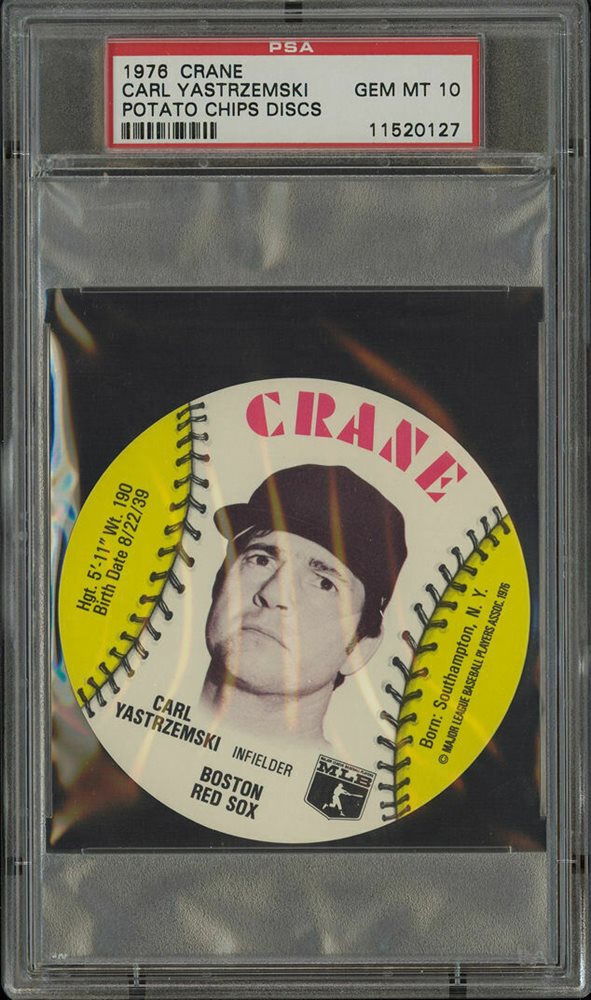 PSA
1976 CRANE
CARL YASTRZEMSKI GEM MT 10
POTATO CHIPS DISCS
11520127
CRANE
Hgt. 5'-11" Wt. 190
Birth Date 8/22/39
Born: Southampton, N. Y.
© MAJOR LEAGUE BASEBALL PLAYERS ASSOC. 1976
CARL
YASTRZEMSKI
INFIELDER
BOSTON
RED SOX
MLB